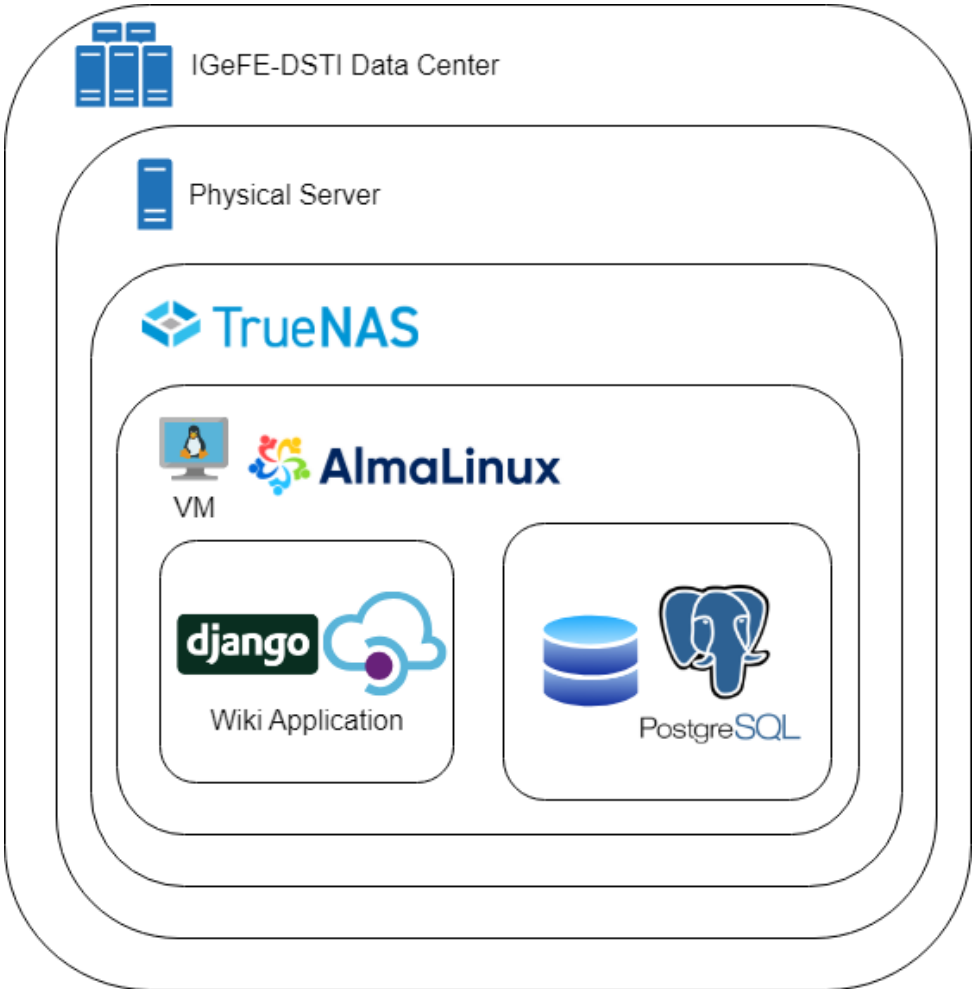 IGeFE-DSTI Data Center
Physical Server
TrueNAS
AlmaLinux
VM
django
Wiki Application
PostgreSQL